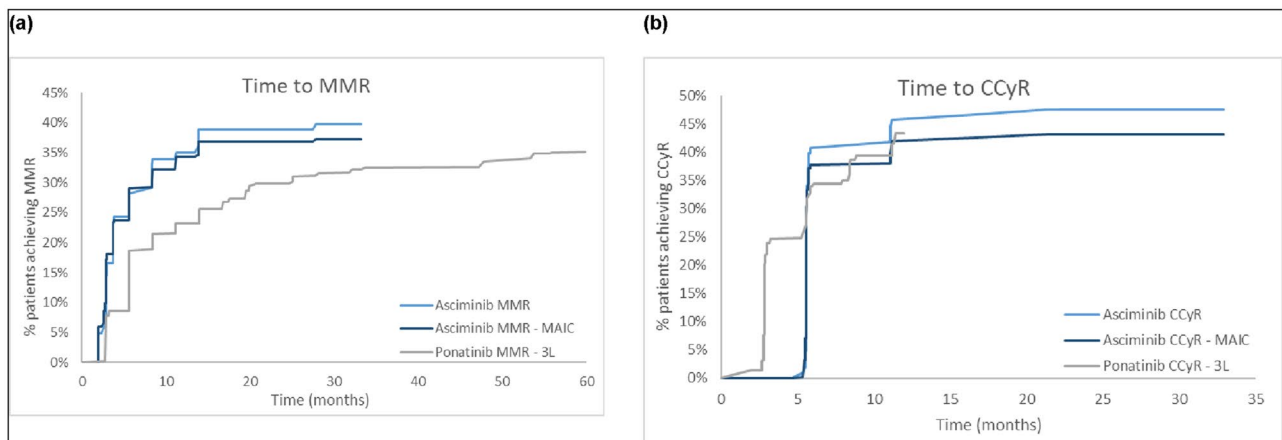 (a)
Time to MMR
% patients achieving MMR
45%
40%
35%
30%
25%
20%
15%
10%
5%
0%
Asciminib MMR
Asciminib MMR - MAIC
Ponatinib MMR - 3L
0 10 20 30 40 50 60
Time (months)
(b)
Time to CCyR
% patients achieving CCyR
50%
45%
40%
35%
30%
25%
20%
15%
10%
5%
0%
Asciminib CCyR
Asciminib CCyR - MAIC
Ponatinib CCyR - 3L
0 5 10 15 20 25 30 35
Time (months)